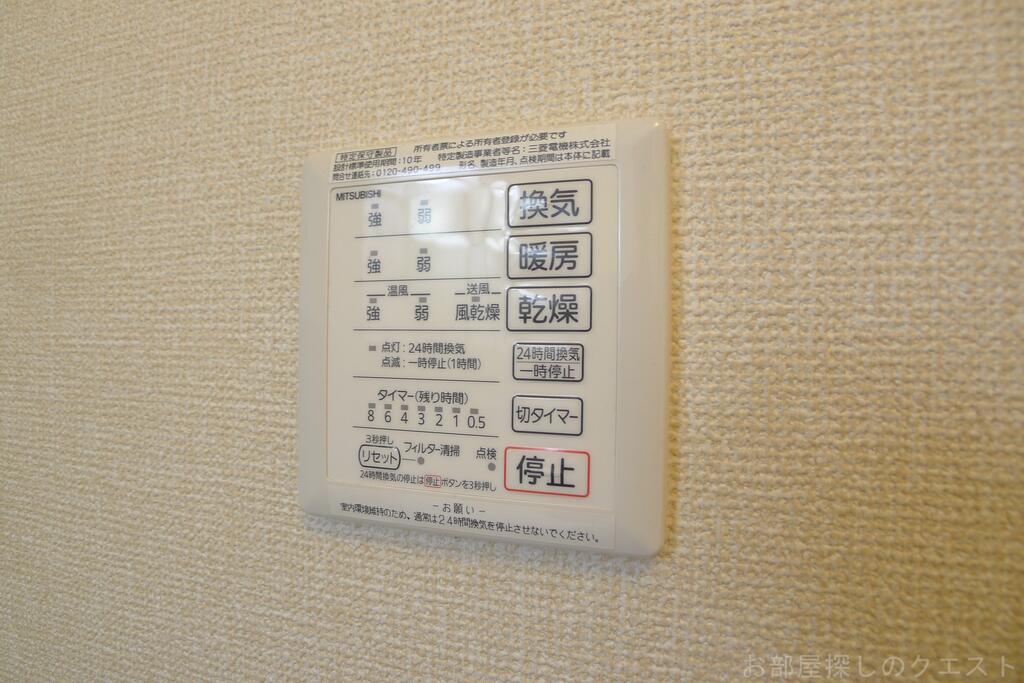 特定保守製品 所有者票による所有者登録が必要です
設計標準使用期間：10年 特定製造事業者等名：三菱電機株式会社
問合せ連絡先：0120-490-499 形名、製造年月、点検期間は本体に記載
MITSUBISHI
強 弱 換気
強 弱 暖房
温風 送風
強 弱 風乾燥 乾燥
点灯：24時間換気
点滅：一時停止(1時間)
24時間換気
一時停止
タイマー(残り時間)
8 6 4 3 2 1 0.5
切タイマー
3秒押し
リセット フィルター清掃 点検
停止
24時間換気の停止は停止ボタンを3秒押し
－お願い－
室内環境維持のため、通常は24時間換気を停止させないでください。
お部屋探しのクエスト